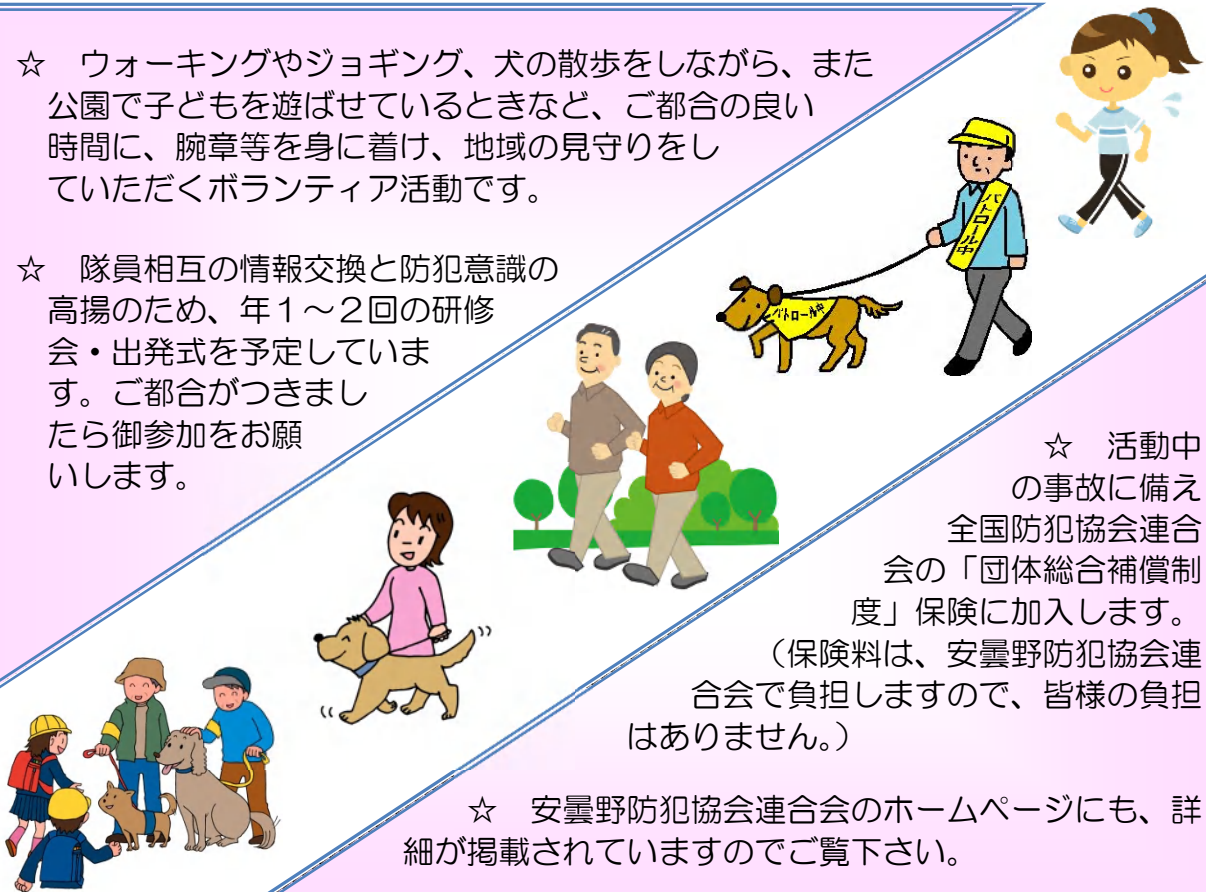 ☆　ウォーキングやジョギング、犬の散歩をしながら、また
公園で子どもを遊ばせているときなど、ご都合の良い
時間に、腕章等を身に着け、地域の見守りをし
ていただくボランティア活動です。
☆　隊員相互の情報交換と防犯意識の
高揚のため、年１～２回の研修
会・出発式を予定していま
す。ご都合がつきまし
たら御参加をお願
いします。
パトロール中
パトロール中
☆　活動中
の事故に備え
全国防犯協会連合
会の「団体総合補償制
度」保険に加入します。
（保険料は、安曇野防犯協会連
合会で負担しますので、皆様の負担
はありません。）
☆　安曇野防犯協会連合会のホームページにも、詳
細が掲載されていますのでご覧下さい。